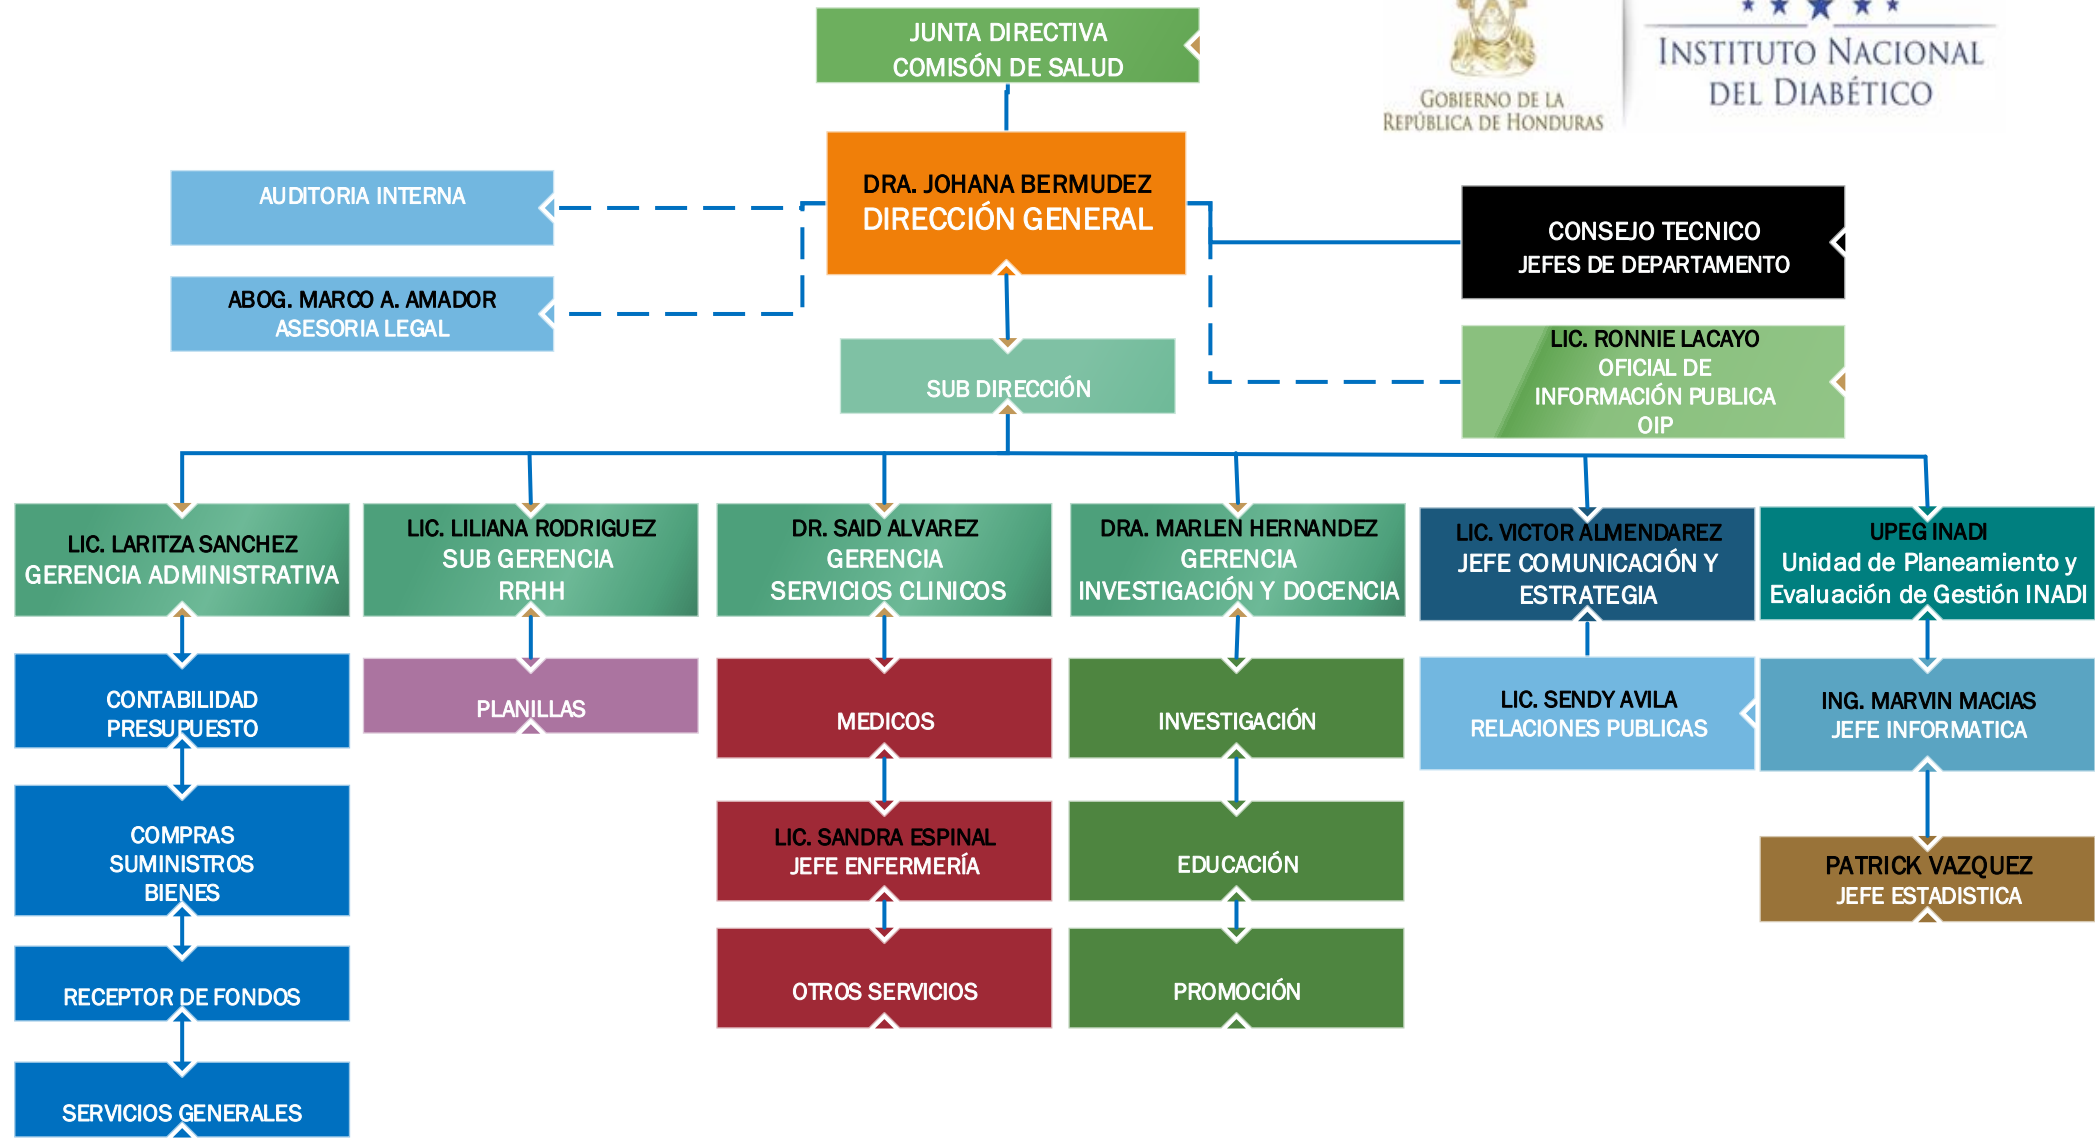 JUNTA DIRECTIVA
COMISÓN DE SALUD
GOBIERNO DE LA
REPÚBLICA DE HONDURAS
INSTITUTO NACIONAL
DEL DIABÉTICO
DRA. JOHANA BERMUDEZ
DIRECCIÓN GENERAL
AUDITORIA INTERNA
ABOG. MARCO A. AMADOR
ASESORIA LEGAL
CONSEJO TECNICO
JEFES DE DEPARTAMENTO
LIC. RONNIE LACAYO
OFICIAL DE
INFORMACIÓN PUBLICA
OIP
SUB DIRECCIÓN
LIC. LARITZA SANCHEZ
GERENCIA ADMINISTRATIVA
LIC. LILIANA RODRIGUEZ
SUB GERENCIA
RRHH
DR. SAID ALVAREZ
GERENCIA
SERVICIOS CLINICOS
DRA. MARLEN HERNANDEZ
GERENCIA
INVESTIGACIÓN Y DOCENCIA
LIC. VICTOR ALMENDAREZ
JEFE COMUNICACIÓN Y
ESTRATEGIA
UPEG INADI
Unidad de Planeamiento y
Evaluación de Gestión INADI
CONTABILIDAD
PRESUPUESTO
PLANILLAS
MEDICOS
INVESTIGACIÓN
LIC. SENDY AVILA
RELACIONES PUBLICAS
ING. MARVIN MACIAS
JEFE INFORMATICA
COMPRAS
SUMINISTROS
BIENES
LIC. SANDRA ESPINAL
JEFE ENFERMERÍA
EDUCACIÓN
PATRICK VAZQUEZ
JEFE ESTADISTICA
RECEPTOR DE FONDOS
OTROS SERVICIOS
PROMOCIÓN
SERVICIOS GENERALES